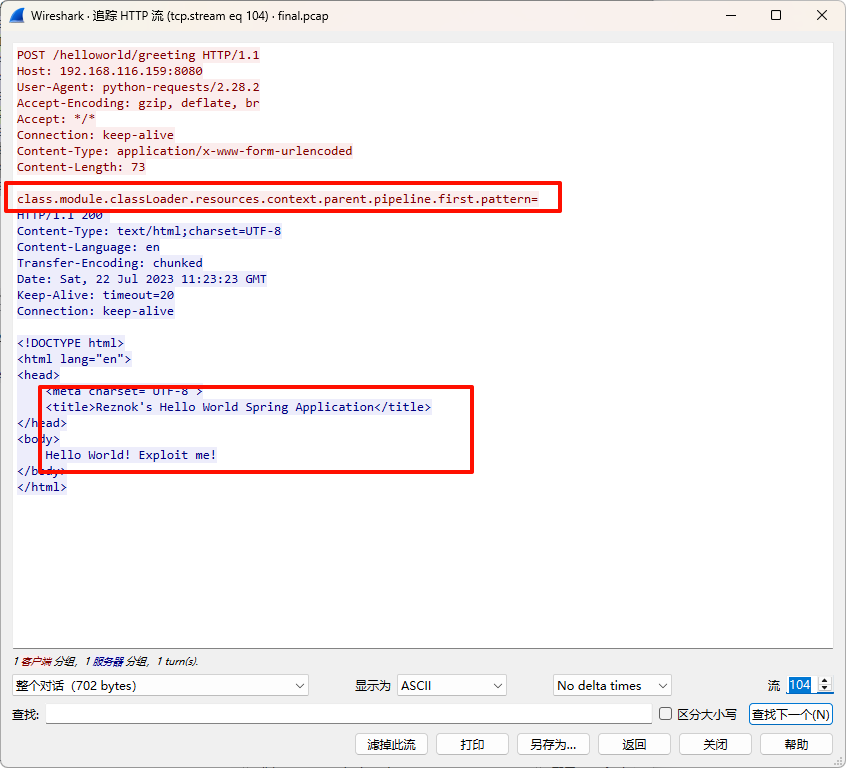 Wireshark · 追踪 HTTP 流 (tcp.stream eq 104) · final.pcap
POST /helloworld/greeting HTTP/1.1
Host: 192.168.116.159:8080
User-Agent: python-requests/2.28.2
Accept-Encoding: gzip, deflate, br
Accept: */*
Connection: keep-alive
Content-Type: application/x-www-form-urlencoded
Content-Length: 73
class.module.classLoader.resources.context.parent.pipeline.first.pattern=
HTTP/1.1 200
Content-Type: text/html;charset=UTF-8
Content-Language: en
Transfer-Encoding: chunked
Date: Sat, 22 Jul 2023 11:23:23 GMT
Keep-Alive: timeout=20
Connection: keep-alive
<!DOCTYPE html>
<html lang="en">
<head>
<meta charset="UTF-8">
<title>Reznok's Hello World Spring Application</title>
</head>
<body>
Hello World! Exploit me!
</body>
</html>
1 客户端 分组, 1 服务器 分组, 1 turn(s).
整个对话 (702 bytes) 显示为 ASCII No delta times 流 104
查找: 区分大小写 查找下一个(N)
滤掉此流 打印 另存为… 返回 关闭 帮助